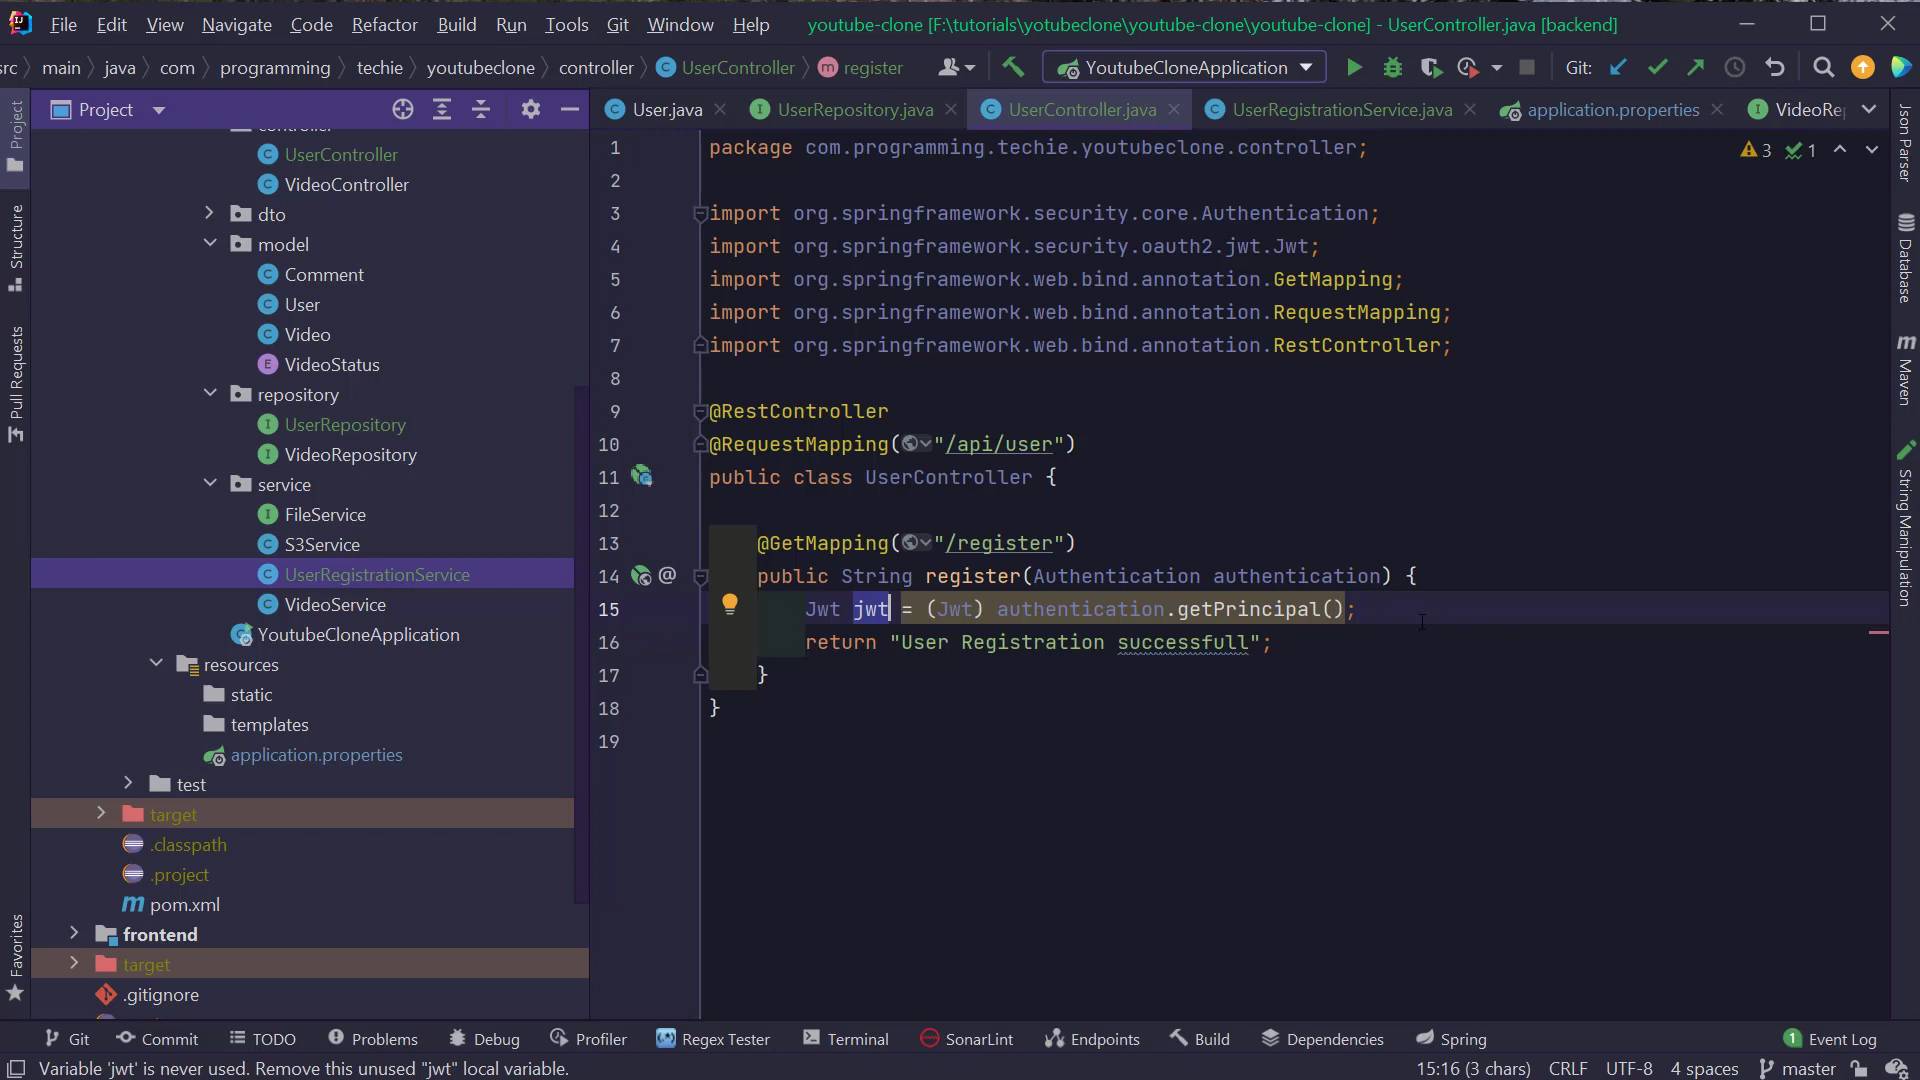 File Edit View Navigate Code Refactor Build Run Tools Git Window Help youtube-clone [F:\tutorials\yotubeclone\youtube-clone\youtube-clone] - UserController.java [backend]
src main java com programming techie youtubeclone controller UserController register YoutubeCloneApplication Git:
Project User.java UserRepository.java UserController.java UserRegistrationService.java application.properties VideoRe
Project
Structure
Pull Requests
Favorites
UserController
VideoController
dto
model
Comment
User
Video
VideoStatus
repository
UserRepository
VideoRepository
service
FileService
S3Service
UserRegistrationService
VideoService
YoutubeCloneApplication
resources
static
templates
application.properties
test
target
.classpath
.project
pom.xml
frontend
target
.gitignore
3 1
1 package com.programming.techie.youtubeclone.controller;
2
3 import org.springframework.security.core.Authentication;
4 import org.springframework.security.oauth2.jwt.Jwt;
5 import org.springframework.web.bind.annotation.GetMapping;
6 import org.springframework.web.bind.annotation.RequestMapping;
7 import org.springframework.web.bind.annotation.RestController;
8
9 @RestController
10 @RequestMapping("/api/user")
11 public class UserController {
12
13 @GetMapping("/register")
14 public String register(Authentication authentication) {
15 Jwt jwt = (Jwt) authentication.getPrincipal();
16 return "User Registration successfull";
17 }
18 }
19
Json Parser
Database
Maven
String Manipulation
Git Commit TODO Problems Debug Profiler Regex Tester Terminal SonarLint Endpoints Build Dependencies Spring 1 Event Log
Variable 'jwt' is never used. Remove this unused "jwt" local variable. 15:16 (3 chars) CRLF UTF-8 4 spaces master